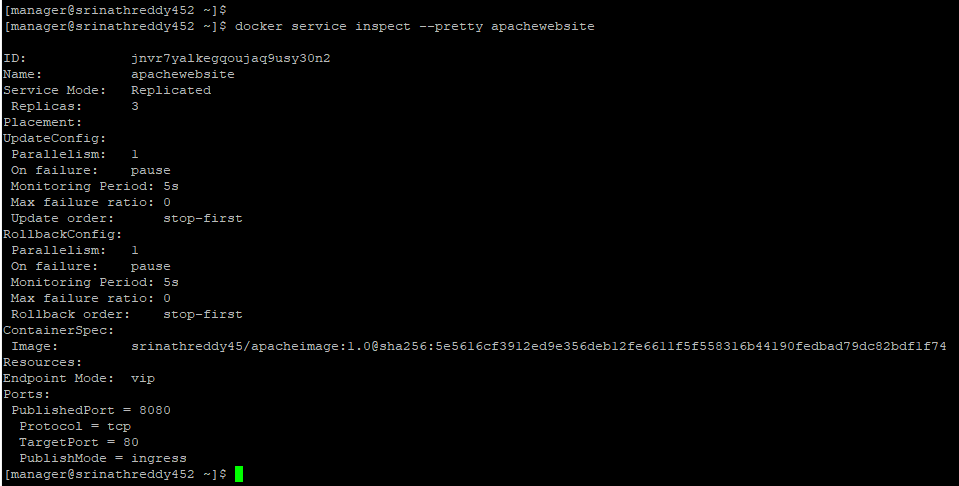 [manager@srinathreddy452 ~]$
[manager@srinathreddy452 ~]$ docker service inspect --pretty apachewebsite
ID: jnvr7yalkegqoujaq9usy30n2
Name: apachewebsite
Service Mode: Replicated
Replicas: 3
Placement:
UpdateConfig:
Parallelism: 1
On failure: pause
Monitoring Period: 5s
Max failure ratio: 0
Update order: stop-first
RollbackConfig:
Parallelism: 1
On failure: pause
Monitoring Period: 5s
Max failure ratio: 0
Rollback order: stop-first
ContainerSpec:
Image: srinathreddy45/apacheimage:1.0@sha256:5e5616cf3912ed9e356deb12fe6611f5f558316b44190fedbad79dc82bdf1f74
Resources:
Endpoint Mode: vip
Ports:
PublishedPort = 8080
Protocol = tcp
TargetPort = 80
PublishMode = ingress
[manager@srinathreddy452 ~]$